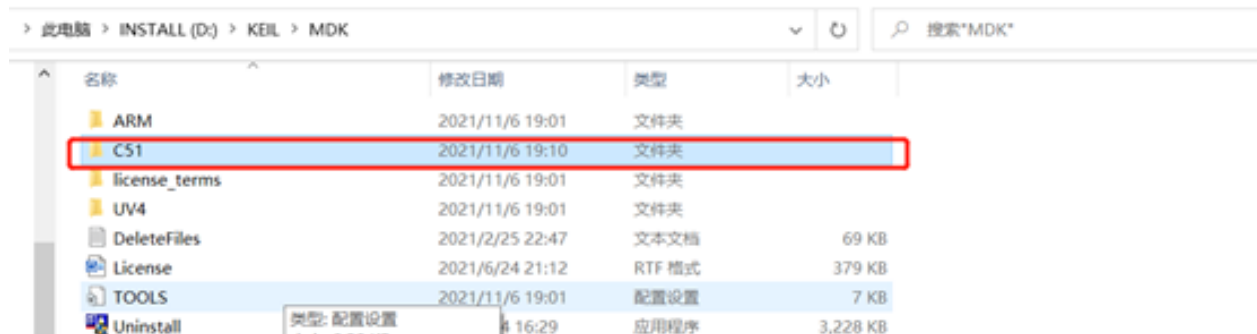 > 此电脑 > INSTALL (D:) > KEIL > MDK 搜索"MDK"
名称 修改日期 类型 大小
ARM 2021/11/6 19:01 文件夹
C51 2021/11/6 19:10 文件夹
license_terms 2021/11/6 19:01 文件夹
UV4 2021/11/6 19:01 文件夹
DeleteFiles 2021/2/25 22:47 文本文档 69 KB
License 2021/6/24 21:12 RTF 格式 379 KB
TOOLS 2021/11/6 19:01 配置设置 7 KB
Uninstall 类型: 配置设置 4 16:29 应用程序 3,228 KB